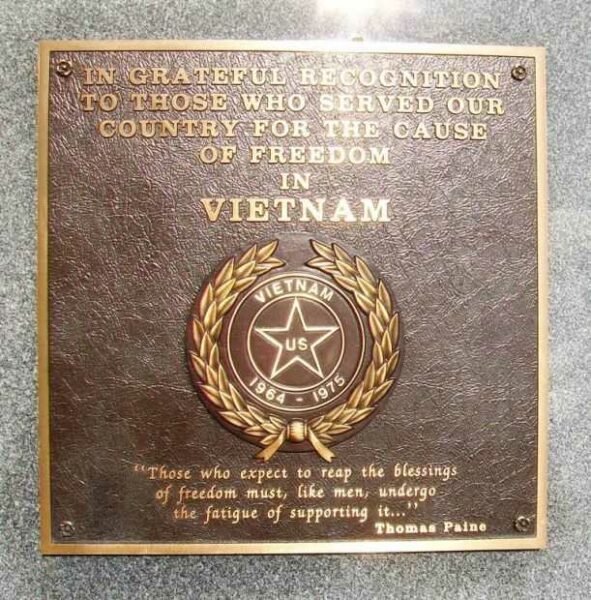 IN GRATEFUL RECOGNITION
TO THOSE WHO SERVED OUR
COUNTRY FOR THE CAUSE
OF FREEDOM
IN
VIETNAM
VIETNAM
US
1964 - 1975
"Those who expect to reap the blessings
of freedom must, like men, undergo
the fatigue of supporting it..."
Thomas Paine